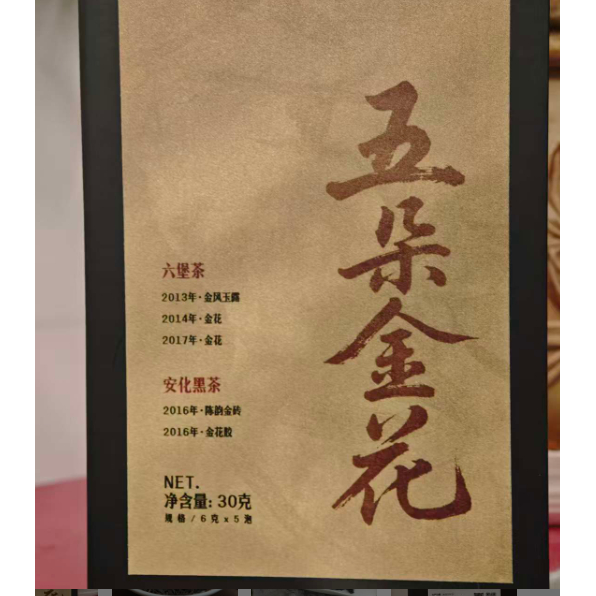 五朵金花
六堡茶
2013年·金凤玉露
2014年·金花
2017年·金花
安化黑茶
2016年·陈韵金砖
2016年·金花胶
NET.
净含量: 30克
规格/6克x5泡